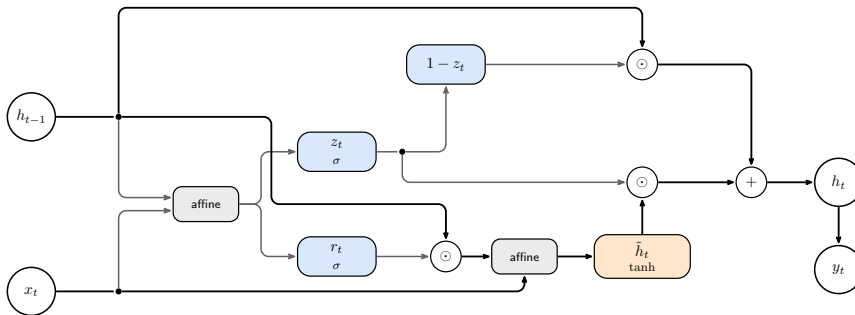 1 − z_t
⊙
h_{t−1}
z_t
σ
⊙
+
h_t
affine
r_t
σ
⊙
affine
h̃_t
tanh
x_t
y_t